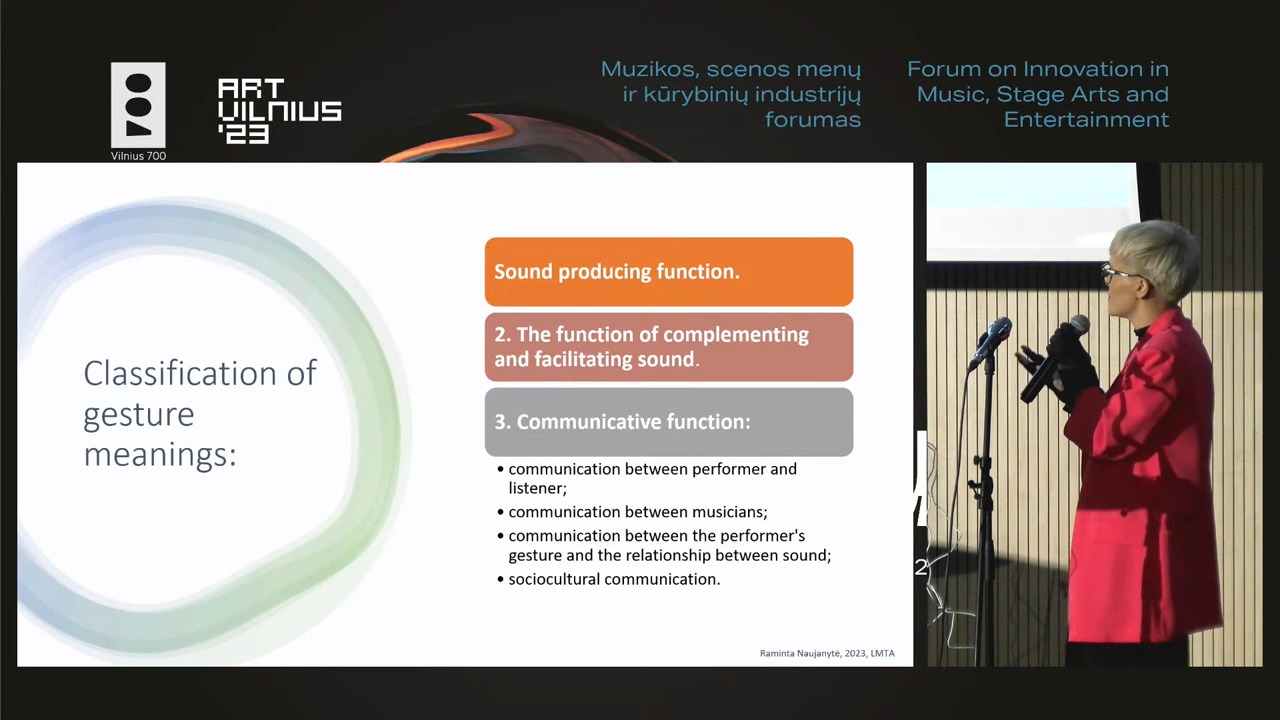 Vilnius 700
ART
VILNIUS
'23
Muzikos, scenos menų
ir kūrybinių industrijų
forumas
Forum on Innovation in
Music, Stage Arts and
Entertainment
Classification of
gesture
meanings:
Sound producing function.
2. The function of complementing
and facilitating sound.
3. Communicative function:
• communication between performer and
listener;
• communication between musicians;
• communication between the performer's
gesture and the relationship between sound;
• sociocultural communication.
Raminta Naujanytė, 2023, LMTA